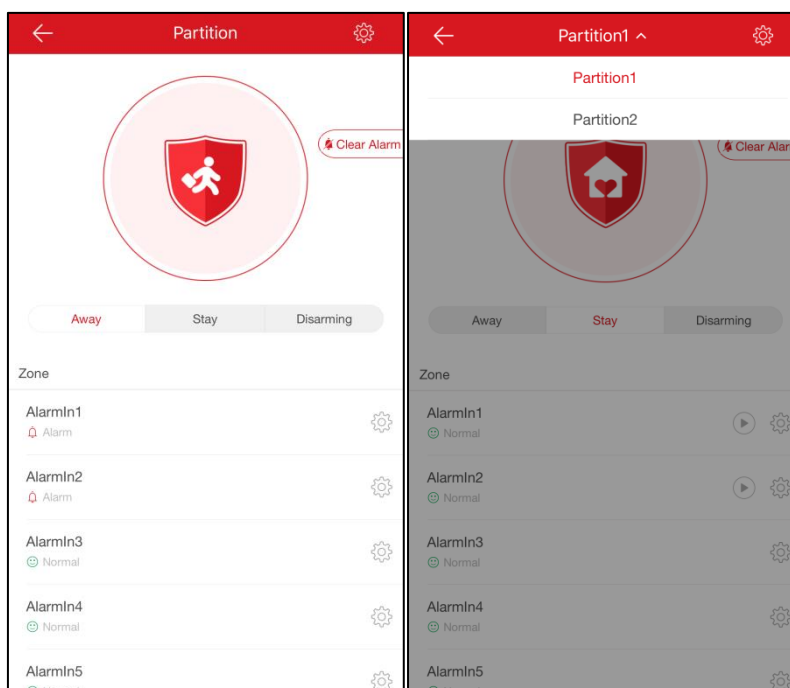 Partition
Clear Alarm
Away Stay Disarming
Zone
AlarmIn1
Alarm
AlarmIn2
Alarm
AlarmIn3
Normal
AlarmIn4
Normal
AlarmIn5
Partition1
Partition1
Partition2
Clear Alar
Away Stay Disarming
Zone
AlarmIn1
Normal
AlarmIn2
Normal
AlarmIn3
Normal
AlarmIn4
Normal
AlarmIn5